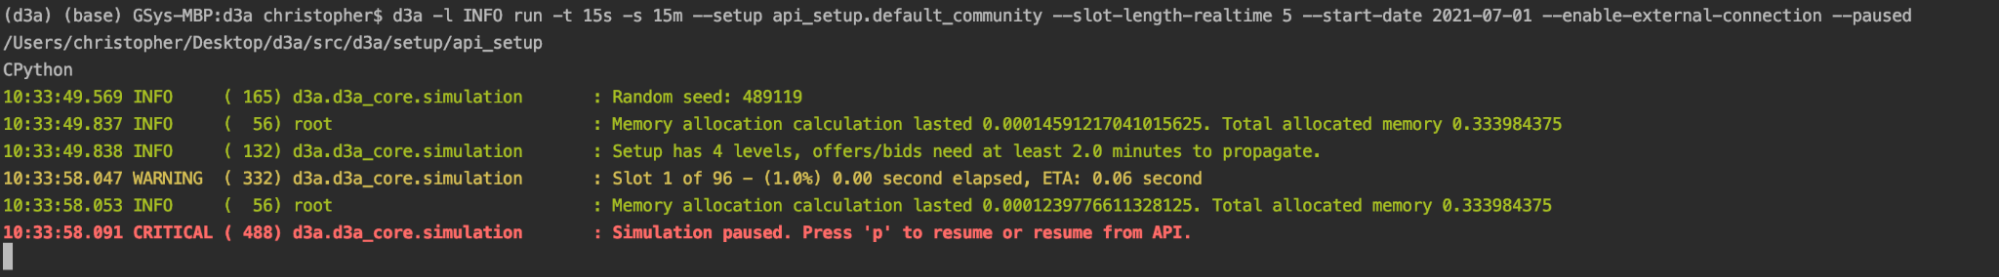 (d3a) (base) GSys-MBP:d3a christopher$ d3a -l INFO run -t 15s -s 15m --setup api_setup.default_community --slot-length-realtime 5 --start-date 2021-07-01 --enable-external-connection --paused
/Users/christopher/Desktop/d3a/src/d3a/setup/api_setup
CPython
10:33:49.569 INFO     ( 165) d3a.d3a_core.simulation       : Random seed: 489119
10:33:49.837 INFO     (  56) root                          : Memory allocation calculation lasted 0.00014591217041015625. Total allocated memory 0.333984375
10:33:49.838 INFO     ( 132) d3a.d3a_core.simulation       : Setup has 4 levels, offers/bids need at least 2.0 minutes to propagate.
10:33:58.047 WARNING  ( 332) d3a.d3a_core.simulation       : Slot 1 of 96 - (1.0%) 0.00 second elapsed, ETA: 0.06 second
10:33:58.053 INFO     (  56) root                          : Memory allocation calculation lasted 0.0001239776611328125. Total allocated memory 0.333984375
10:33:58.091 CRITICAL ( 488) d3a.d3a_core.simulation       : Simulation paused. Press 'p' to resume or resume from API.